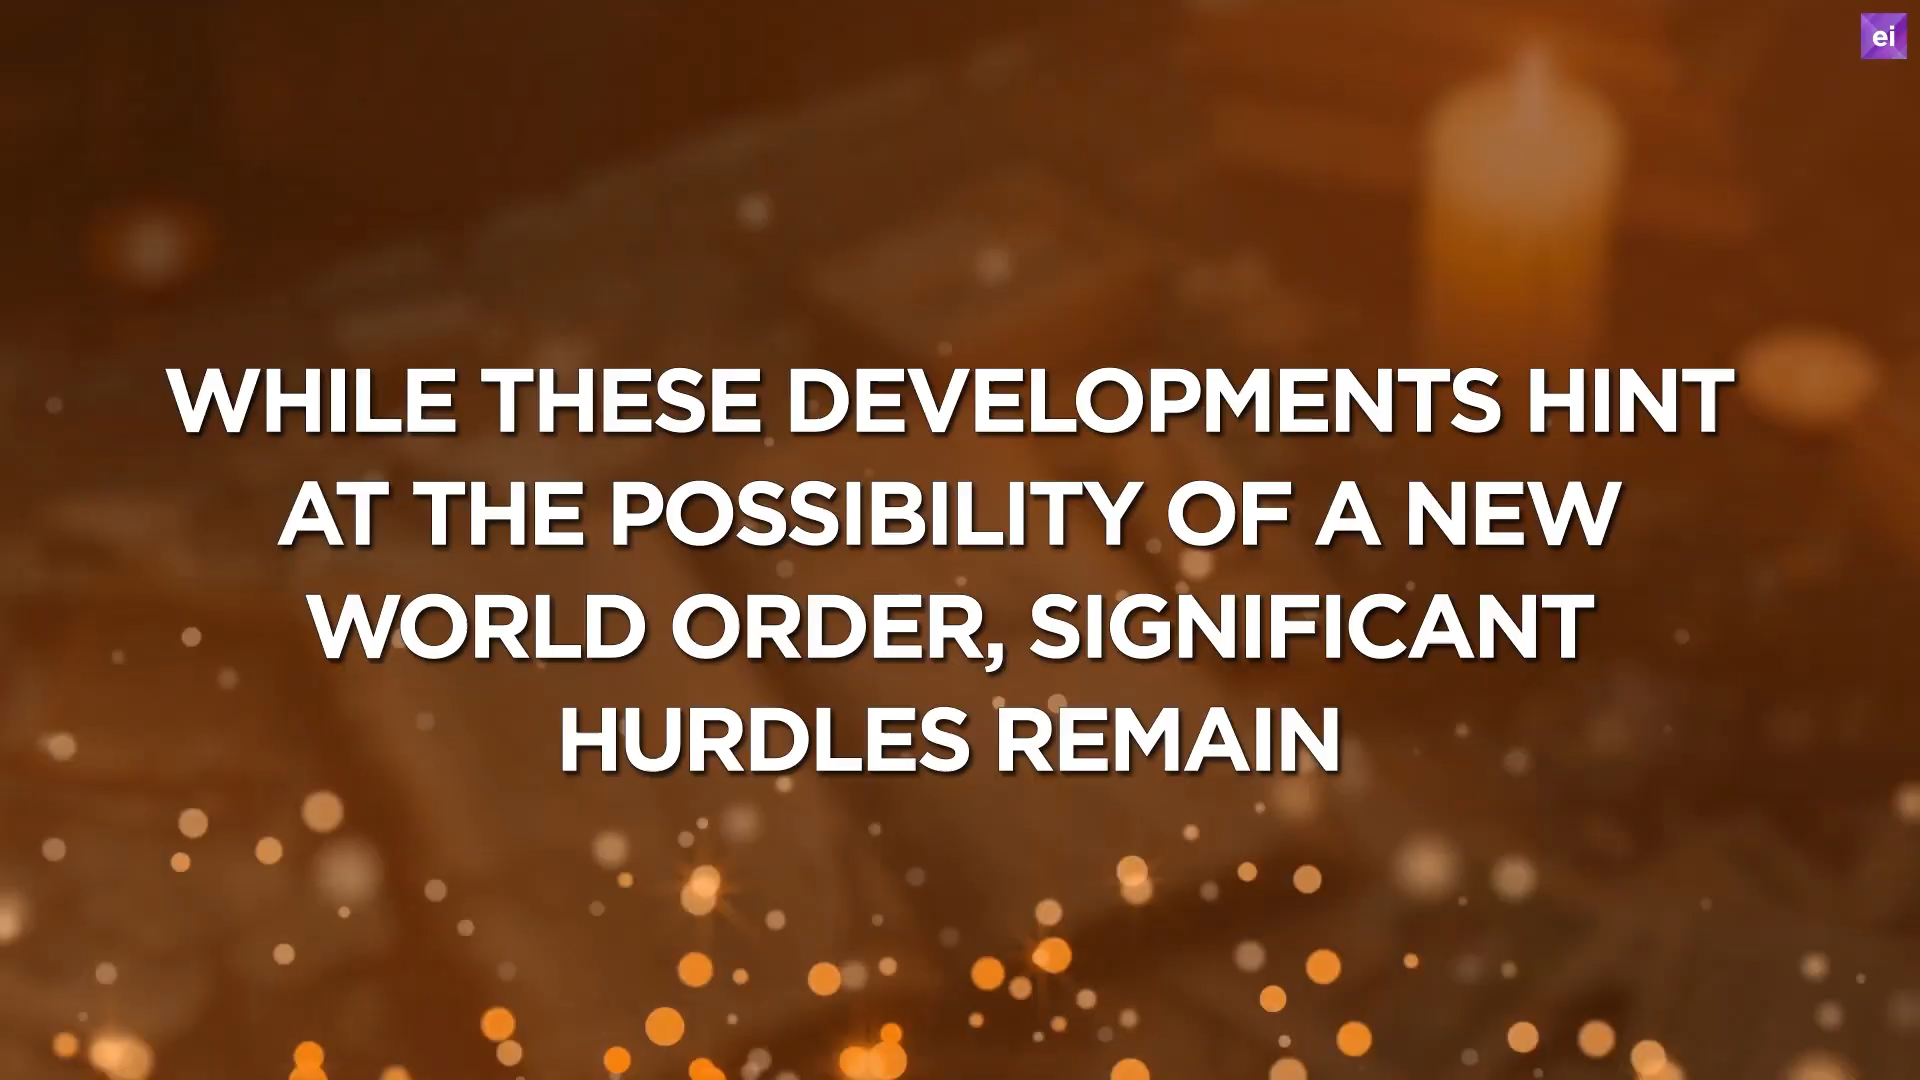 ei
WHILE THESE DEVELOPMENTS HINT
AT THE POSSIBILITY OF A NEW
WORLD ORDER, SIGNIFICANT
HURDLES REMAIN